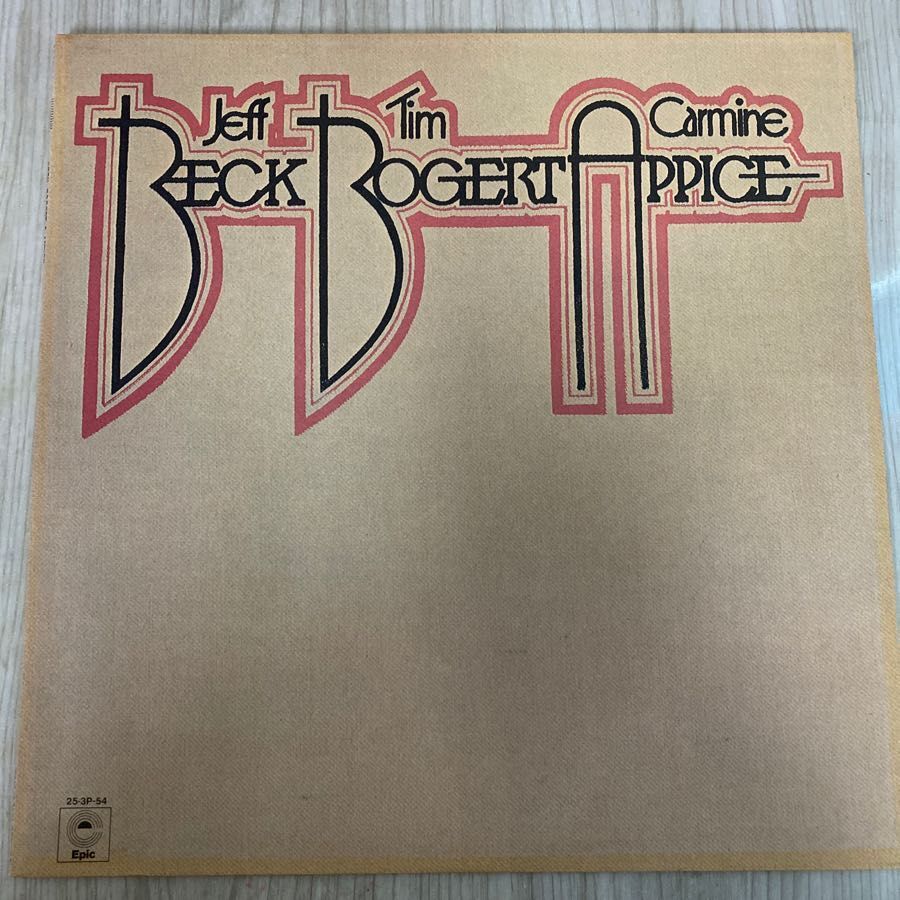 Jeff Tim Carmine
BECK BOGERT APPICE
25·3P-54
Epic